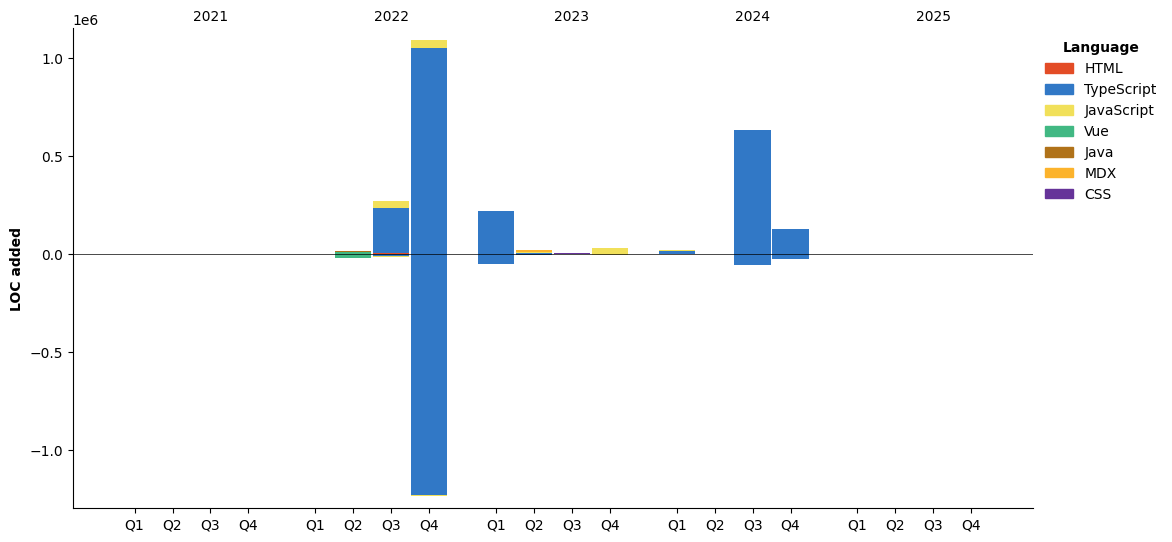 1e6
2021 2022 2023 2024 2025
1.0
0.5
0.0
−0.5
−1.0
LOC added
Q1 Q2 Q3 Q4 Q1 Q2 Q3 Q4 Q1 Q2 Q3 Q4 Q1 Q2 Q3 Q4 Q1 Q2 Q3 Q4
Language
HTML
TypeScript
JavaScript
Vue
Java
MDX
CSS